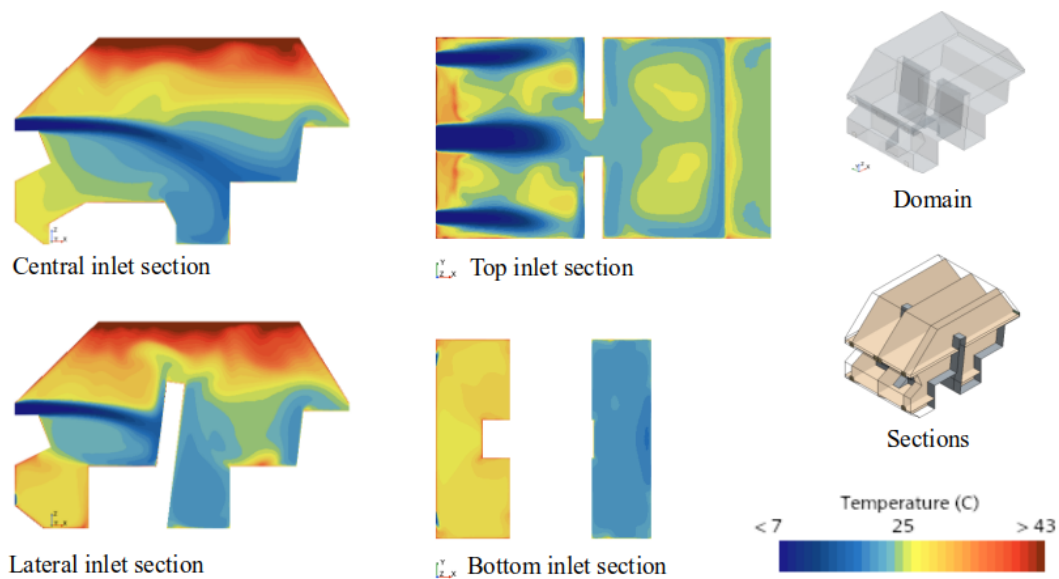 Central inlet section
Top inlet section
Domain
Lateral inlet section
Bottom inlet section
Sections
Temperature (C)
< 7 25 > 43